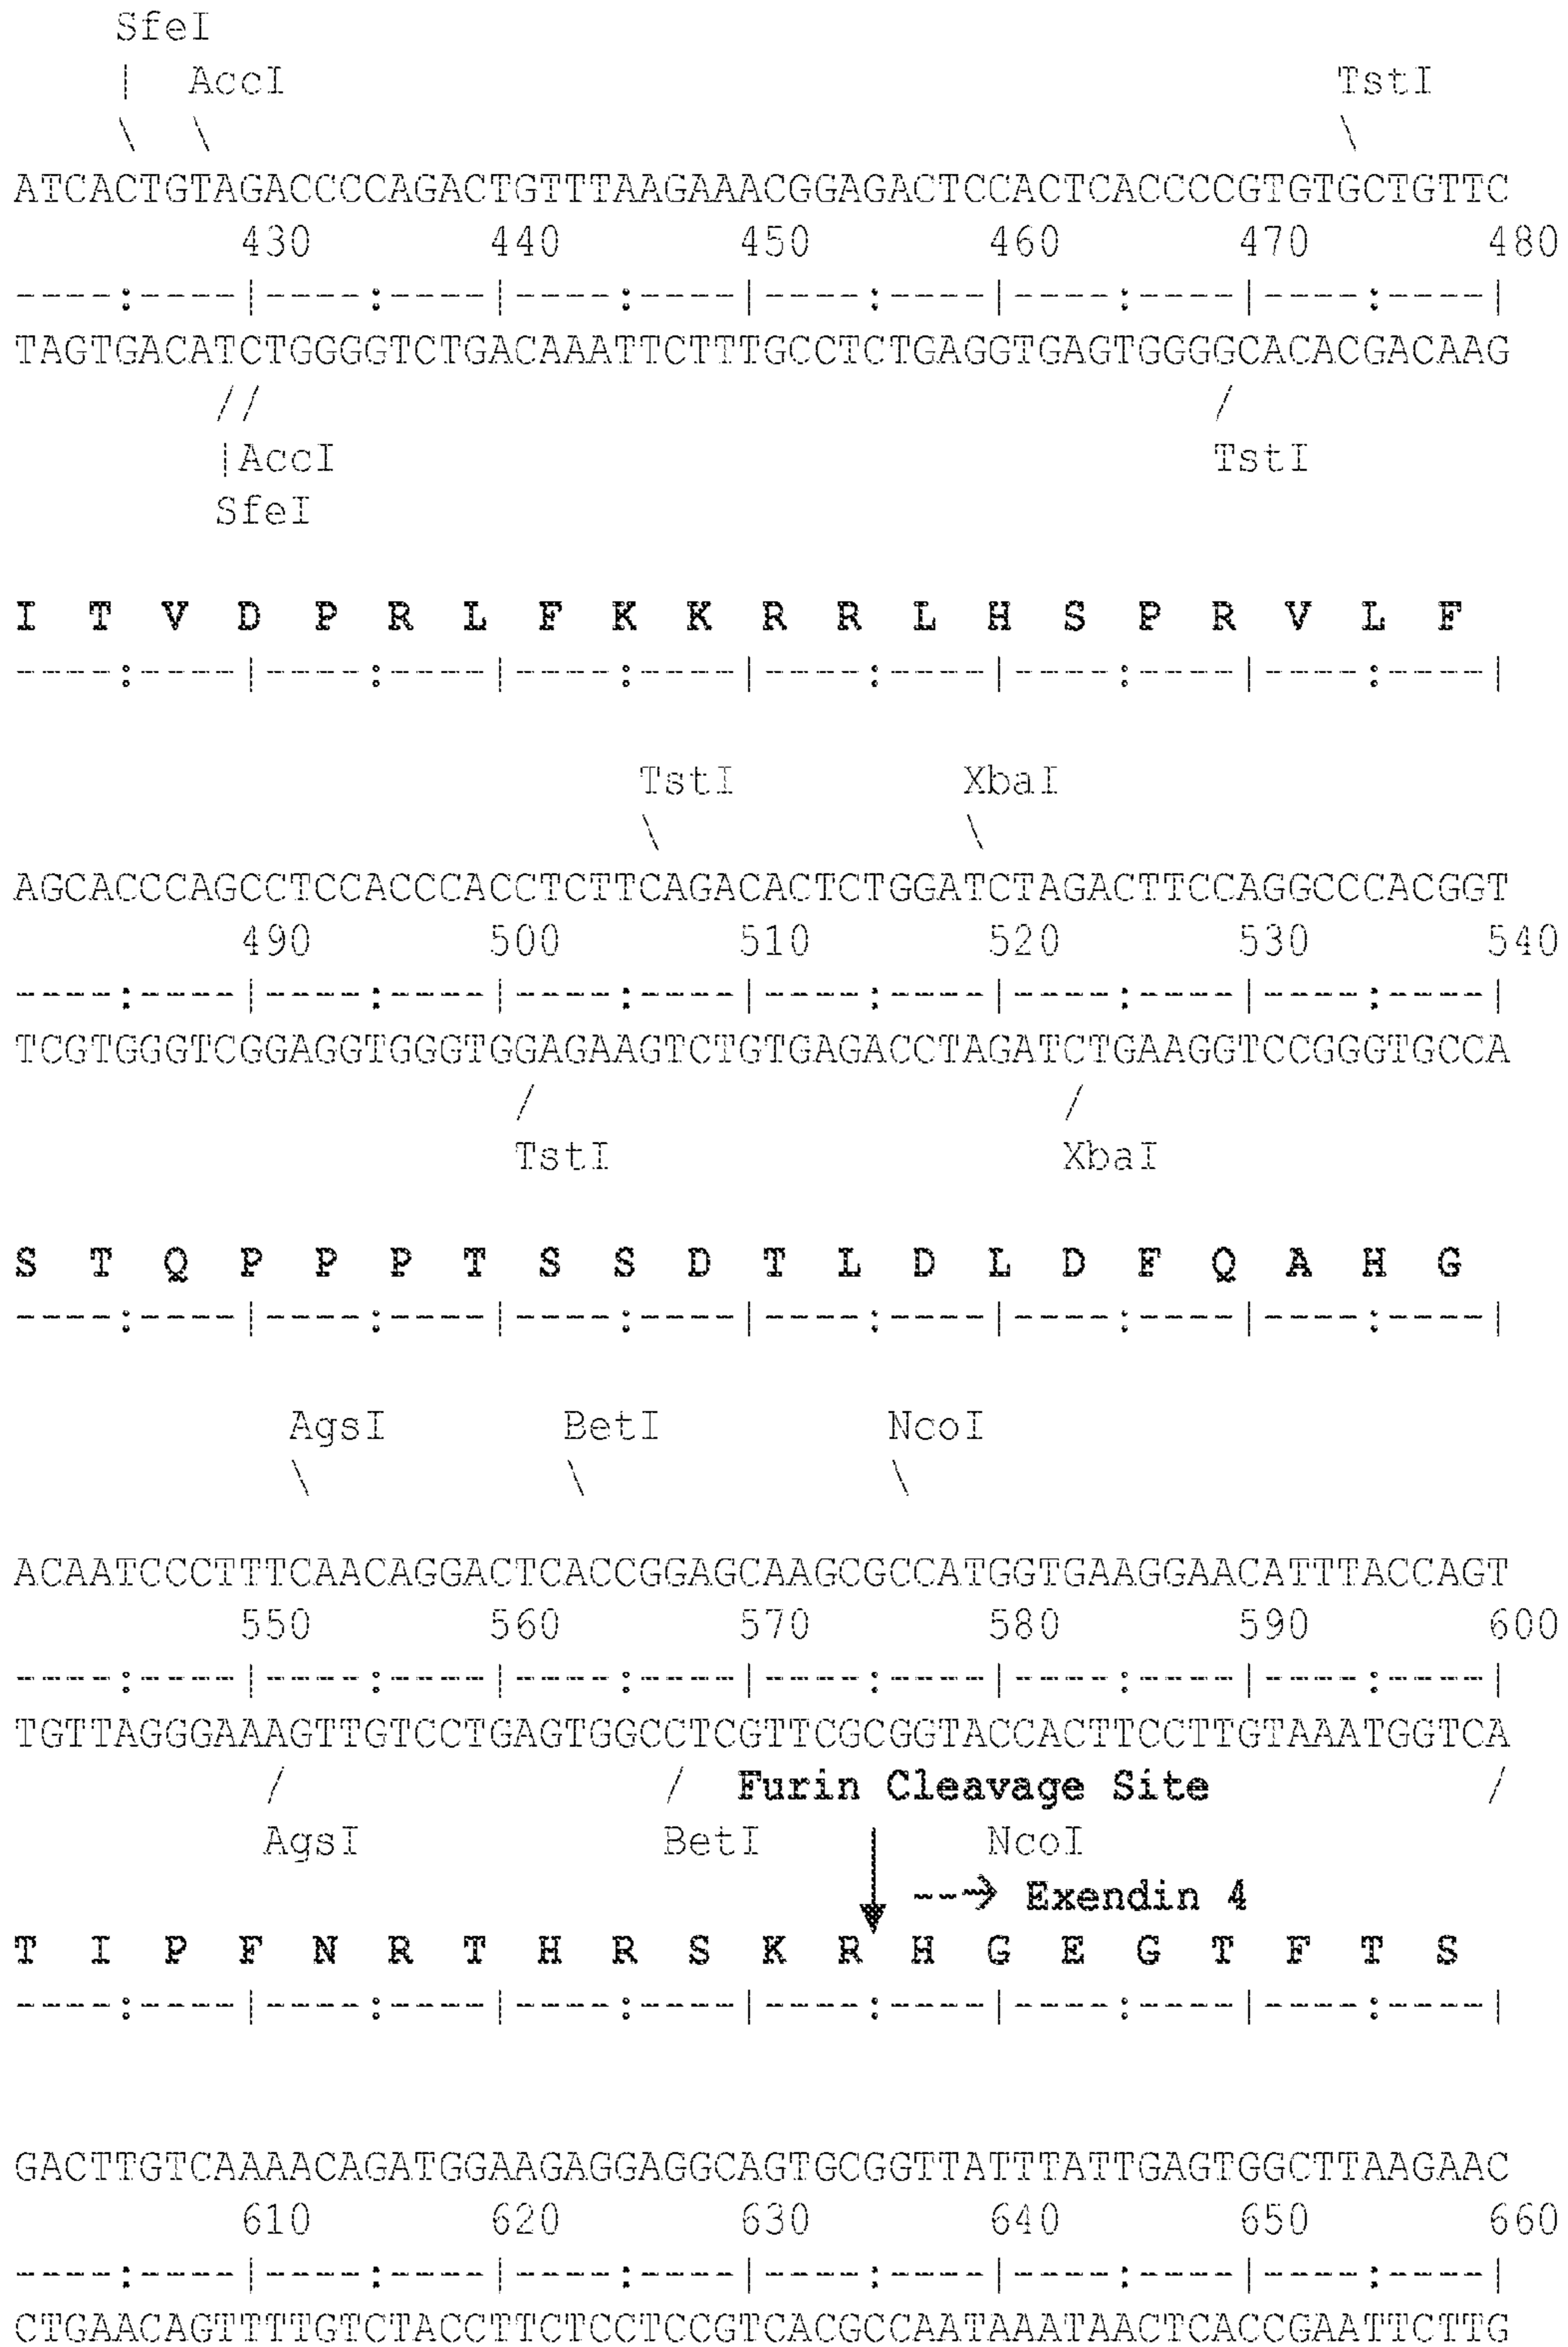 SfeI
| AccI TstI
\ \ \
ATCACTGTAGACCCCAGACTGTTTAAGAAACGGAGACTCCACTCACCCCGTGTGCTGTTC
430 440 450 460 470 480
----:----|----:----|----:----|----:----|----:----|----:----|
TAGTGACATCTGGGGTCTGACAAATTCTTTGCCTCTGAGGTGAGTGGGGCACACGACAAG
// /
|AccI TstI
SfeI
I T V D P R L F K K R R L H S P R V L F
----:----|----:----|----:----|----:----|----:----|----:----|
TstI XbaI
\ \
AGCACCCAGCCTCCACCCACCTCTTCAGACACTCTGGATCTAGACTTCCAGGCCCACGGT
490 500 510 520 530 540
----:----|----:----|----:----|----:----|----:----|----:----|
TCGTGGGTCGGAGGTGGGTGGAGAAGTCTGTGAGACCTAGATCTGAAGGTCCGGGTGCCA
/ /
TstI XbaI
S T Q P P P T S S D T L D L D F Q A H G
----:----|----:----|----:----|----:----|----:----|----:----|
AgsI BetI NcoI
\ \ \
ACAATCCCTTTCAACAGGACTCACCGGAGCAAGCGCCATGGTGAAGGAACATTTACCAGT
550 560 570 580 590 600
----:----|----:----|----:----|----:----|----:----|----:----|
TGTTAGGGAAAGTTGTCCTGAGTGGCCTCGTTCGCGGTACCACTTCCTTGTAAATGGTCA
/ / Furin Cleavage Site /
AgsI BetI NcoI
--→ Exendin 4
T I P F N R T H R S K R H G E G T F T S
----:----|----:----|----:----|----:----|----:----|----:----|
GACTTGTCAAAACAGATGGAAGAGGAGGCAGTGCGGTTATTTATTGAGTGGCTTAAGAAC
610 620 630 640 650 660
----:----|----:----|----:----|----:----|----:----|----:----|
CTGAACAGTTTTGTCTACCTTCTCCTCCGTCACGCCAATAAATAACTCACCGAATTCTTG